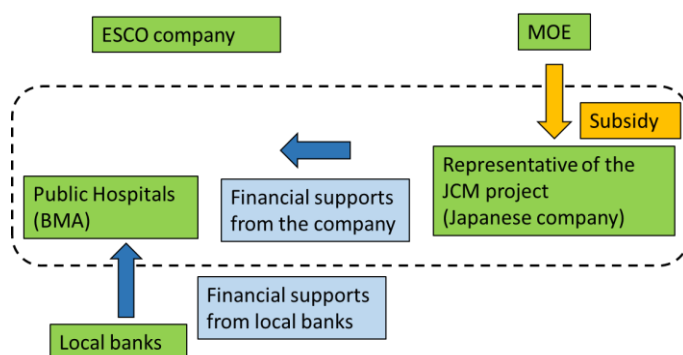 ESCO company
MOE
Subsidy
Representative of the
JCM project
(Japanese company)
Public Hospitals
(BMA)
Financial supports
from the company
Financial supports
from local banks
Local banks